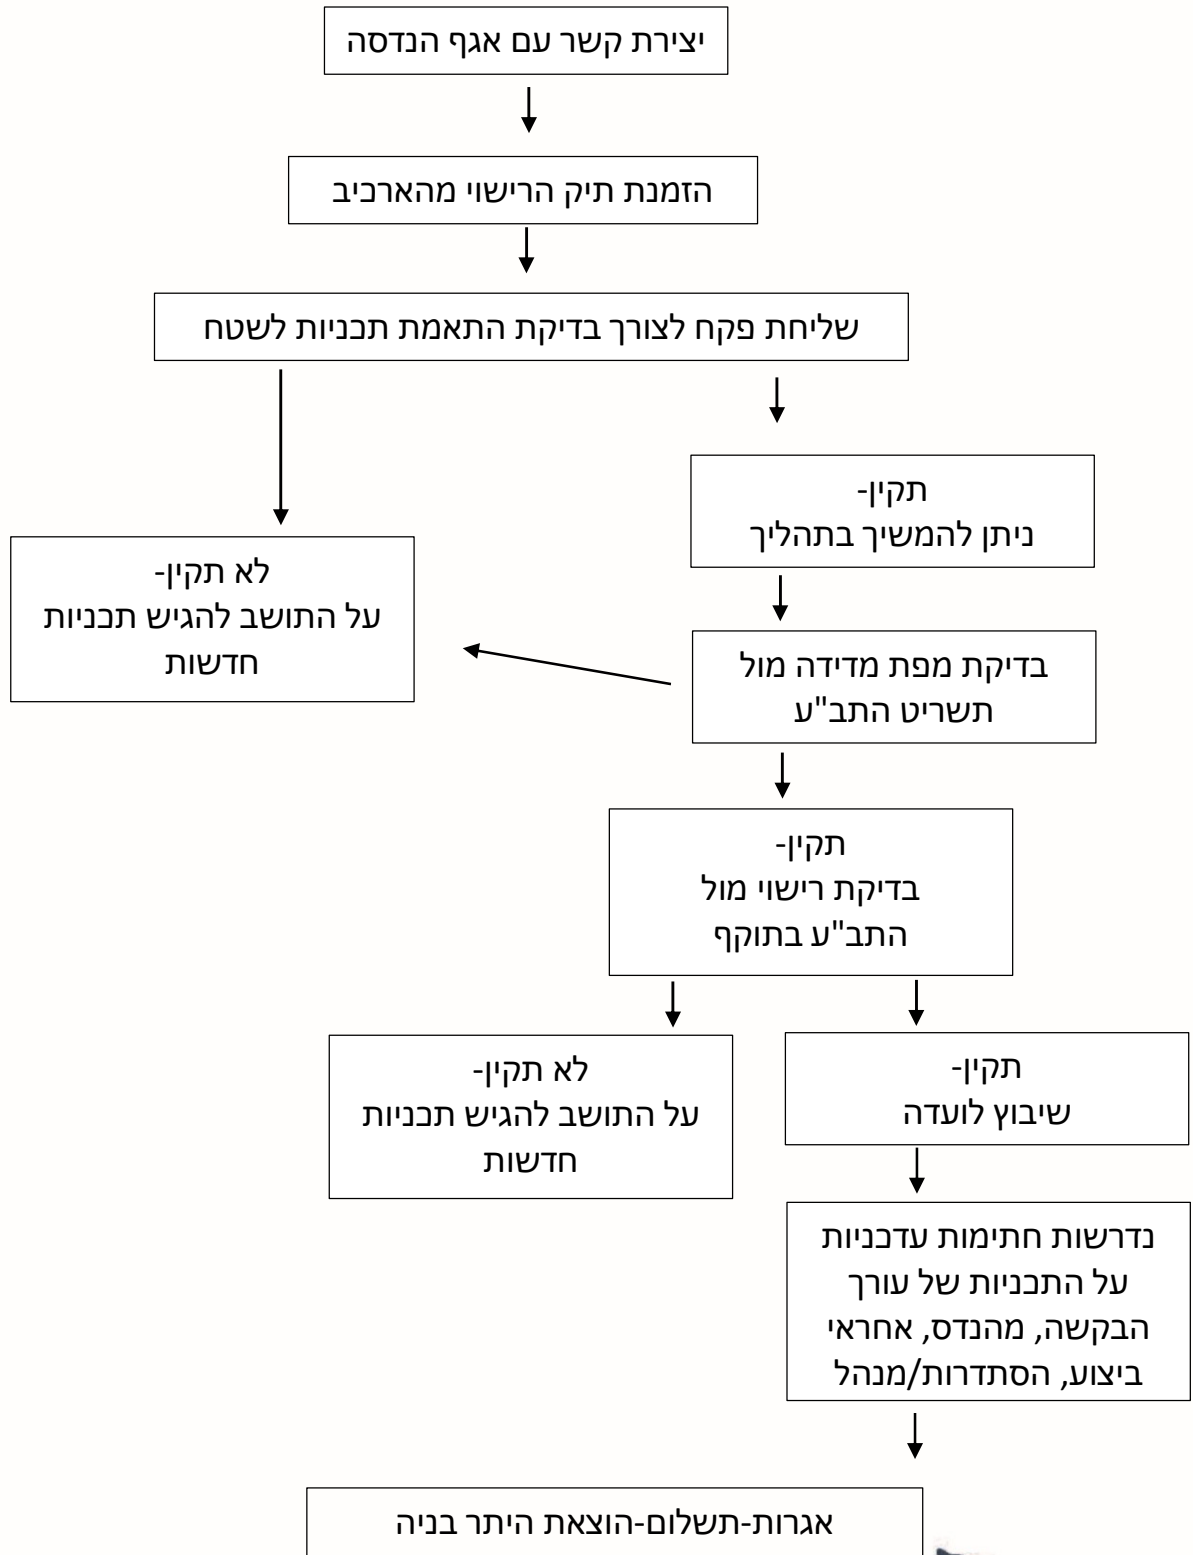 יצירת קשר עם אגף הנדסה
הזמנת תיק הרישוי מהארכיב
שליחת פקח לצורך בדיקת התאמת תכניות לשטח
תקין-
ניתן להמשיך בתהליך
לא תקין-
על התושב להגיש תכניות
חדשות
בדיקת מפת מדידה מול
תשריט התב"ע
תקין-
בדיקת רישוי מול
התב"ע בתוקף
תקין-
שיבוץ לועדה
לא תקין-
על התושב להגיש תכניות
חדשות
נדרשות חתימות עדכניות
על התכניות של עורך
הבקשה, מהנדס, אחראי
ביצוע, הסתדרות/מנהל
אגרות-תשלום-הוצאת היתר בניה